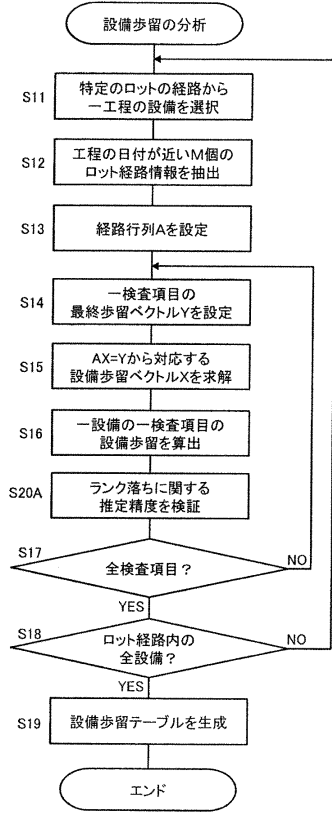 設備歩留の分析
S11
特定のロットの経路から
一工程の設備を選択
S12
工程の日付が近いM個の
ロット経路情報を抽出
S13
経路行列Aを設定
S14
一検査項目の
最終歩留ベクトルYを設定
S15
AX=Yから対応する
設備歩留ベクトルXを求解
S16
一設備の一検査項目の
設備歩留を算出
S20A
ランク落ちに関する
推定精度を検証
S17
全検査項目?
NO
YES
S18
ロット経路内の
全設備?
NO
YES
S19
設備歩留テーブルを生成
エンド